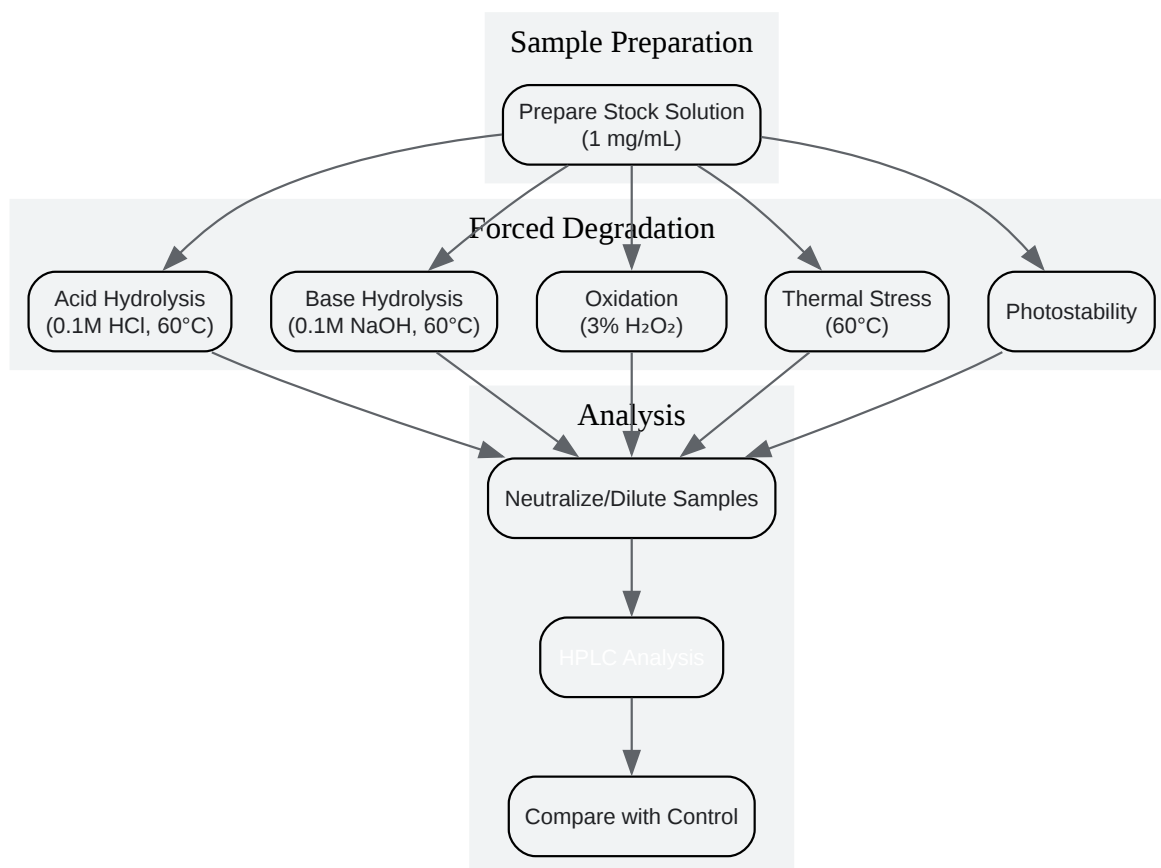 Sample Preparation
Prepare Stock Solution
(1 mg/mL)
Forced Degradation
Acid Hydrolysis
(0.1M HCl, 60°C)
Base Hydrolysis
(0.1M NaOH, 60°C)
Oxidation
(3% H₂O₂)
Thermal Stress
(60°C)
Photostability
Analysis
Neutralize/Dilute Samples
HPLC Analysis
Compare with Control